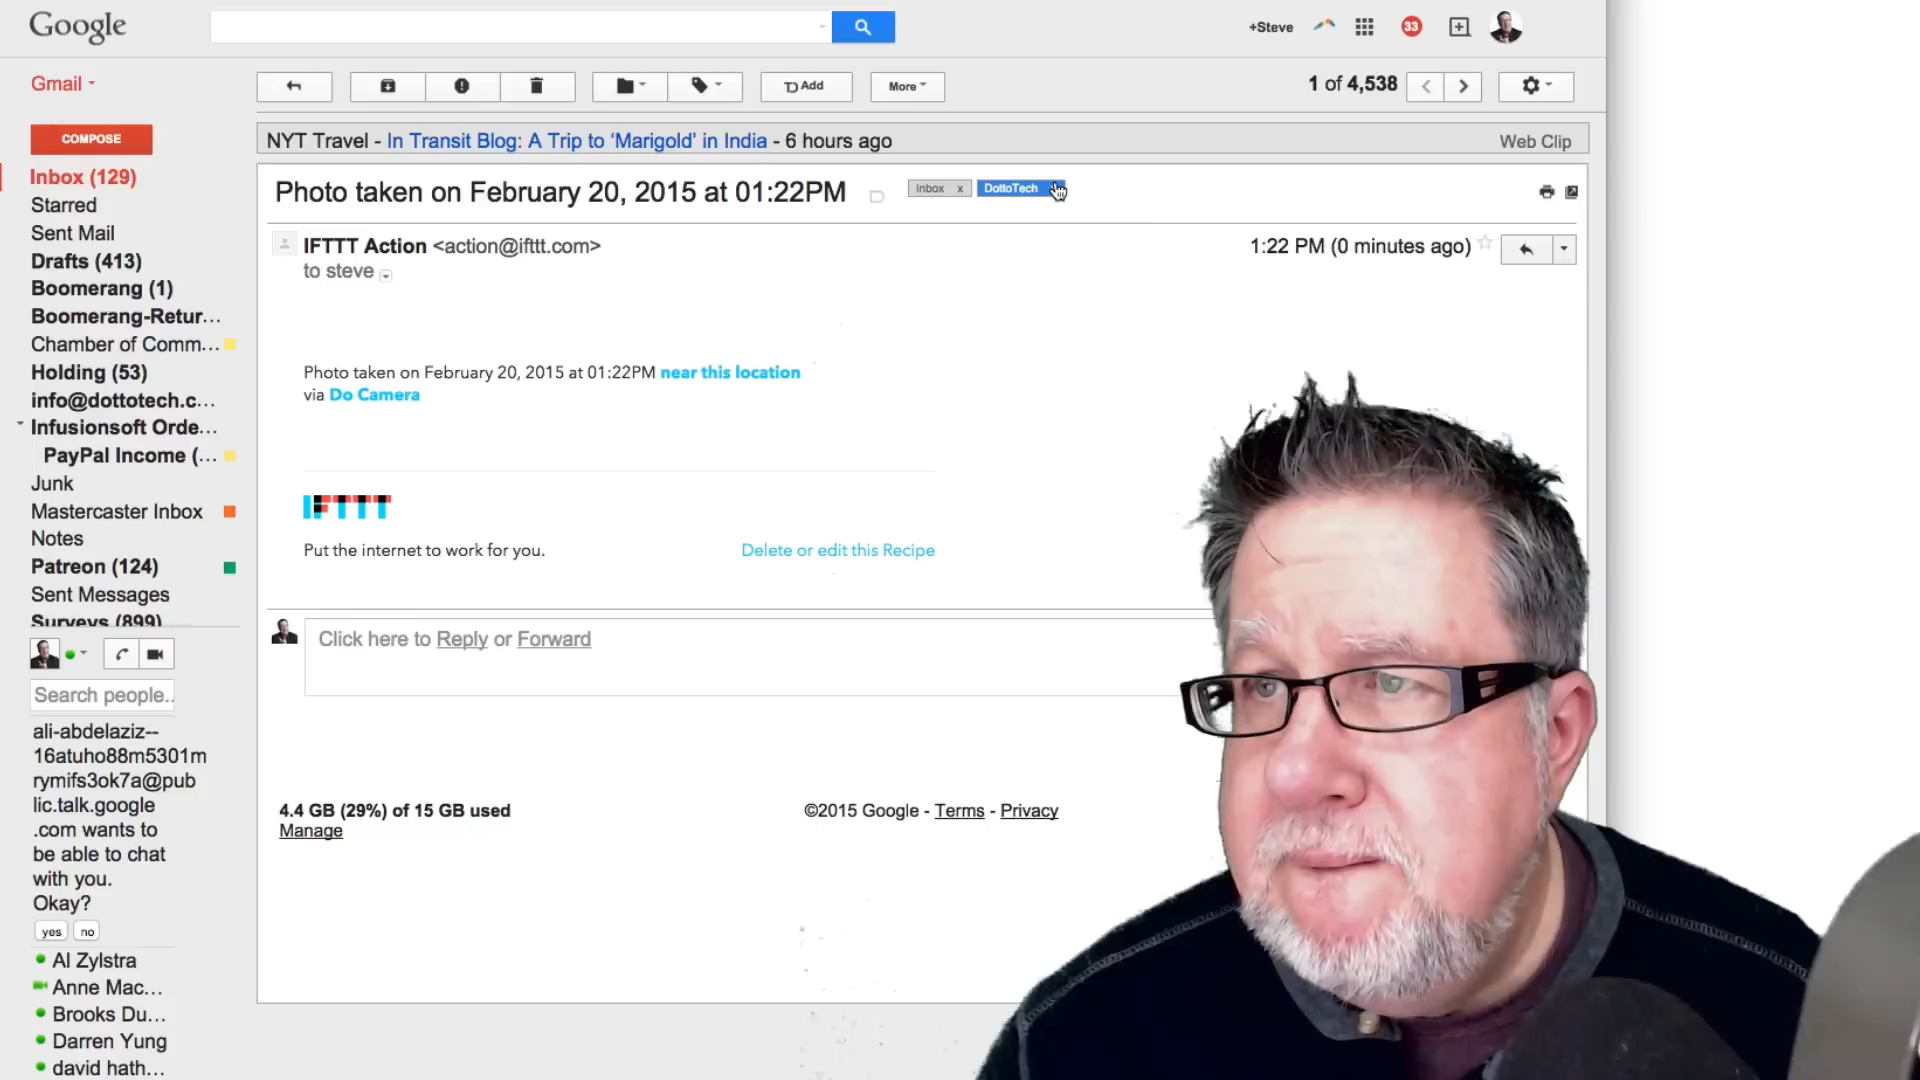 Google
+Steve
33
Gmail
Add
More
1 of 4,538
COMPOSE
NYT Travel - In Transit Blog: A Trip to ‘Marigold’ in India - 6 hours ago
Web Clip
Photo taken on February 20, 2015 at 01:22PM
Inbox x
DottoTech
Inbox (129)
Starred
Sent Mail
Drafts (413)
Boomerang (1)
Boomerang-Retur...
Chamber of Comm...
Holding (53)
info@dottotech.c...
Infusionsoft Orde...
PayPal Income (...
Junk
Mastercaster Inbox
Notes
Patreon (124)
Sent Messages
Surveys (899)
IFTTT Action <action@ifttt.com>
to steve
1:22 PM (0 minutes ago)
Photo taken on February 20, 2015 at 01:22PM near this location
via Do Camera
IFTTT
Put the internet to work for you.
Delete or edit this Recipe
Click here to Reply or Forward
4.4 GB (29%) of 15 GB used
Manage
©2015 Google - Terms - Privacy
Search people..
ali-abdelaziz--
16atuho88m5301m
rymifs3ok7a@pub
lic.talk.google
.com wants to
be able to chat
with you.
Okay?
yes no
Al Zylstra
Anne Mac...
Brooks Du...
Darren Yung
david hath...